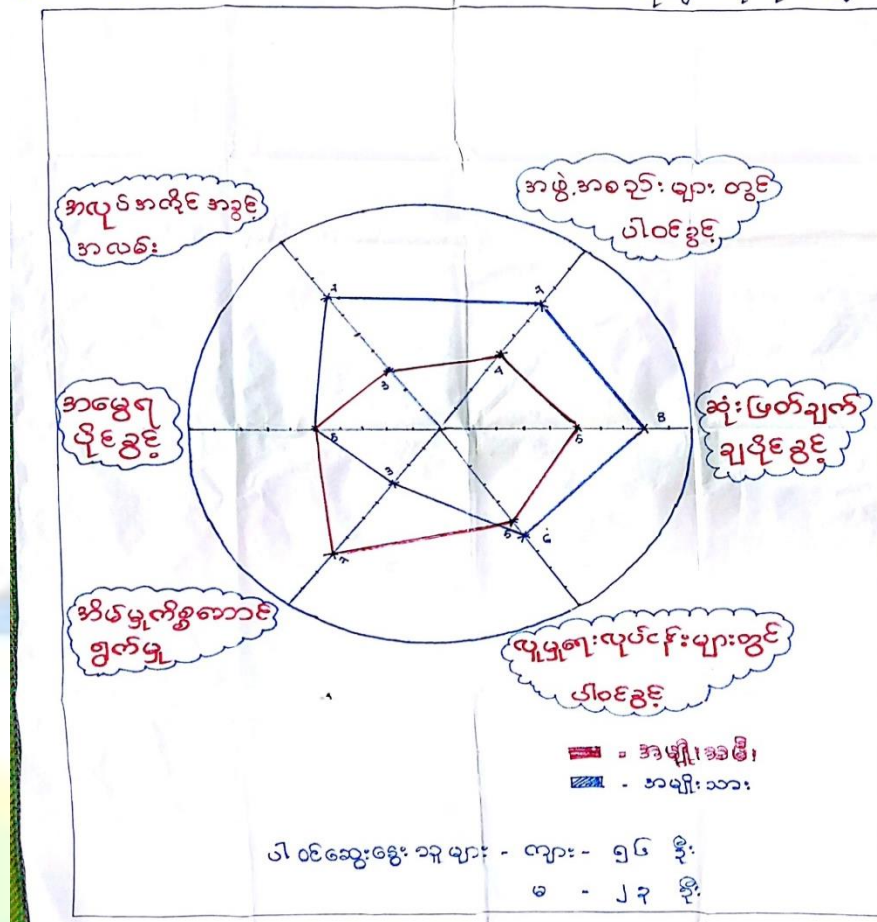 အလုပ်အကိုင် အခွင့်
အလမ်း
အဖွဲ့အစည်း များ တွင်
ပါဝင်ခွင့်
အမွေရ
ပိုင်ခွင့်
ဆုံးဖြတ်ချက်
ချပိုင်ခွင့်
အိမ်မှုကိစ္စဆောင်
ရွက်မှု
လူမှုရေးလုပ်ငန်းများတွင်
ပါဝင်ခွင့်
- အမျိုးသမီး
- အမျိုးသား
ပါဝင်ဆွေးနွေးသူများ - ကျား - ၅၆ ဦး
မ - ၂၃ ဦး